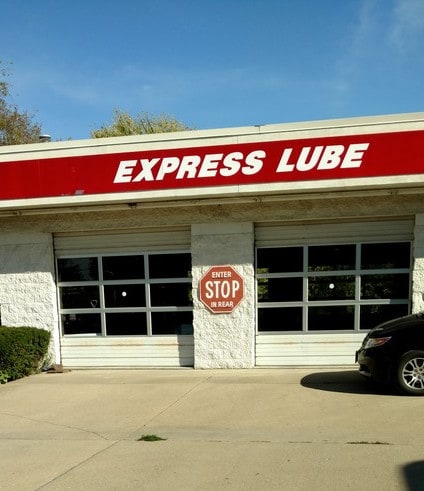 EXPRESS LUBE
ENTER
STOP
IN REAR